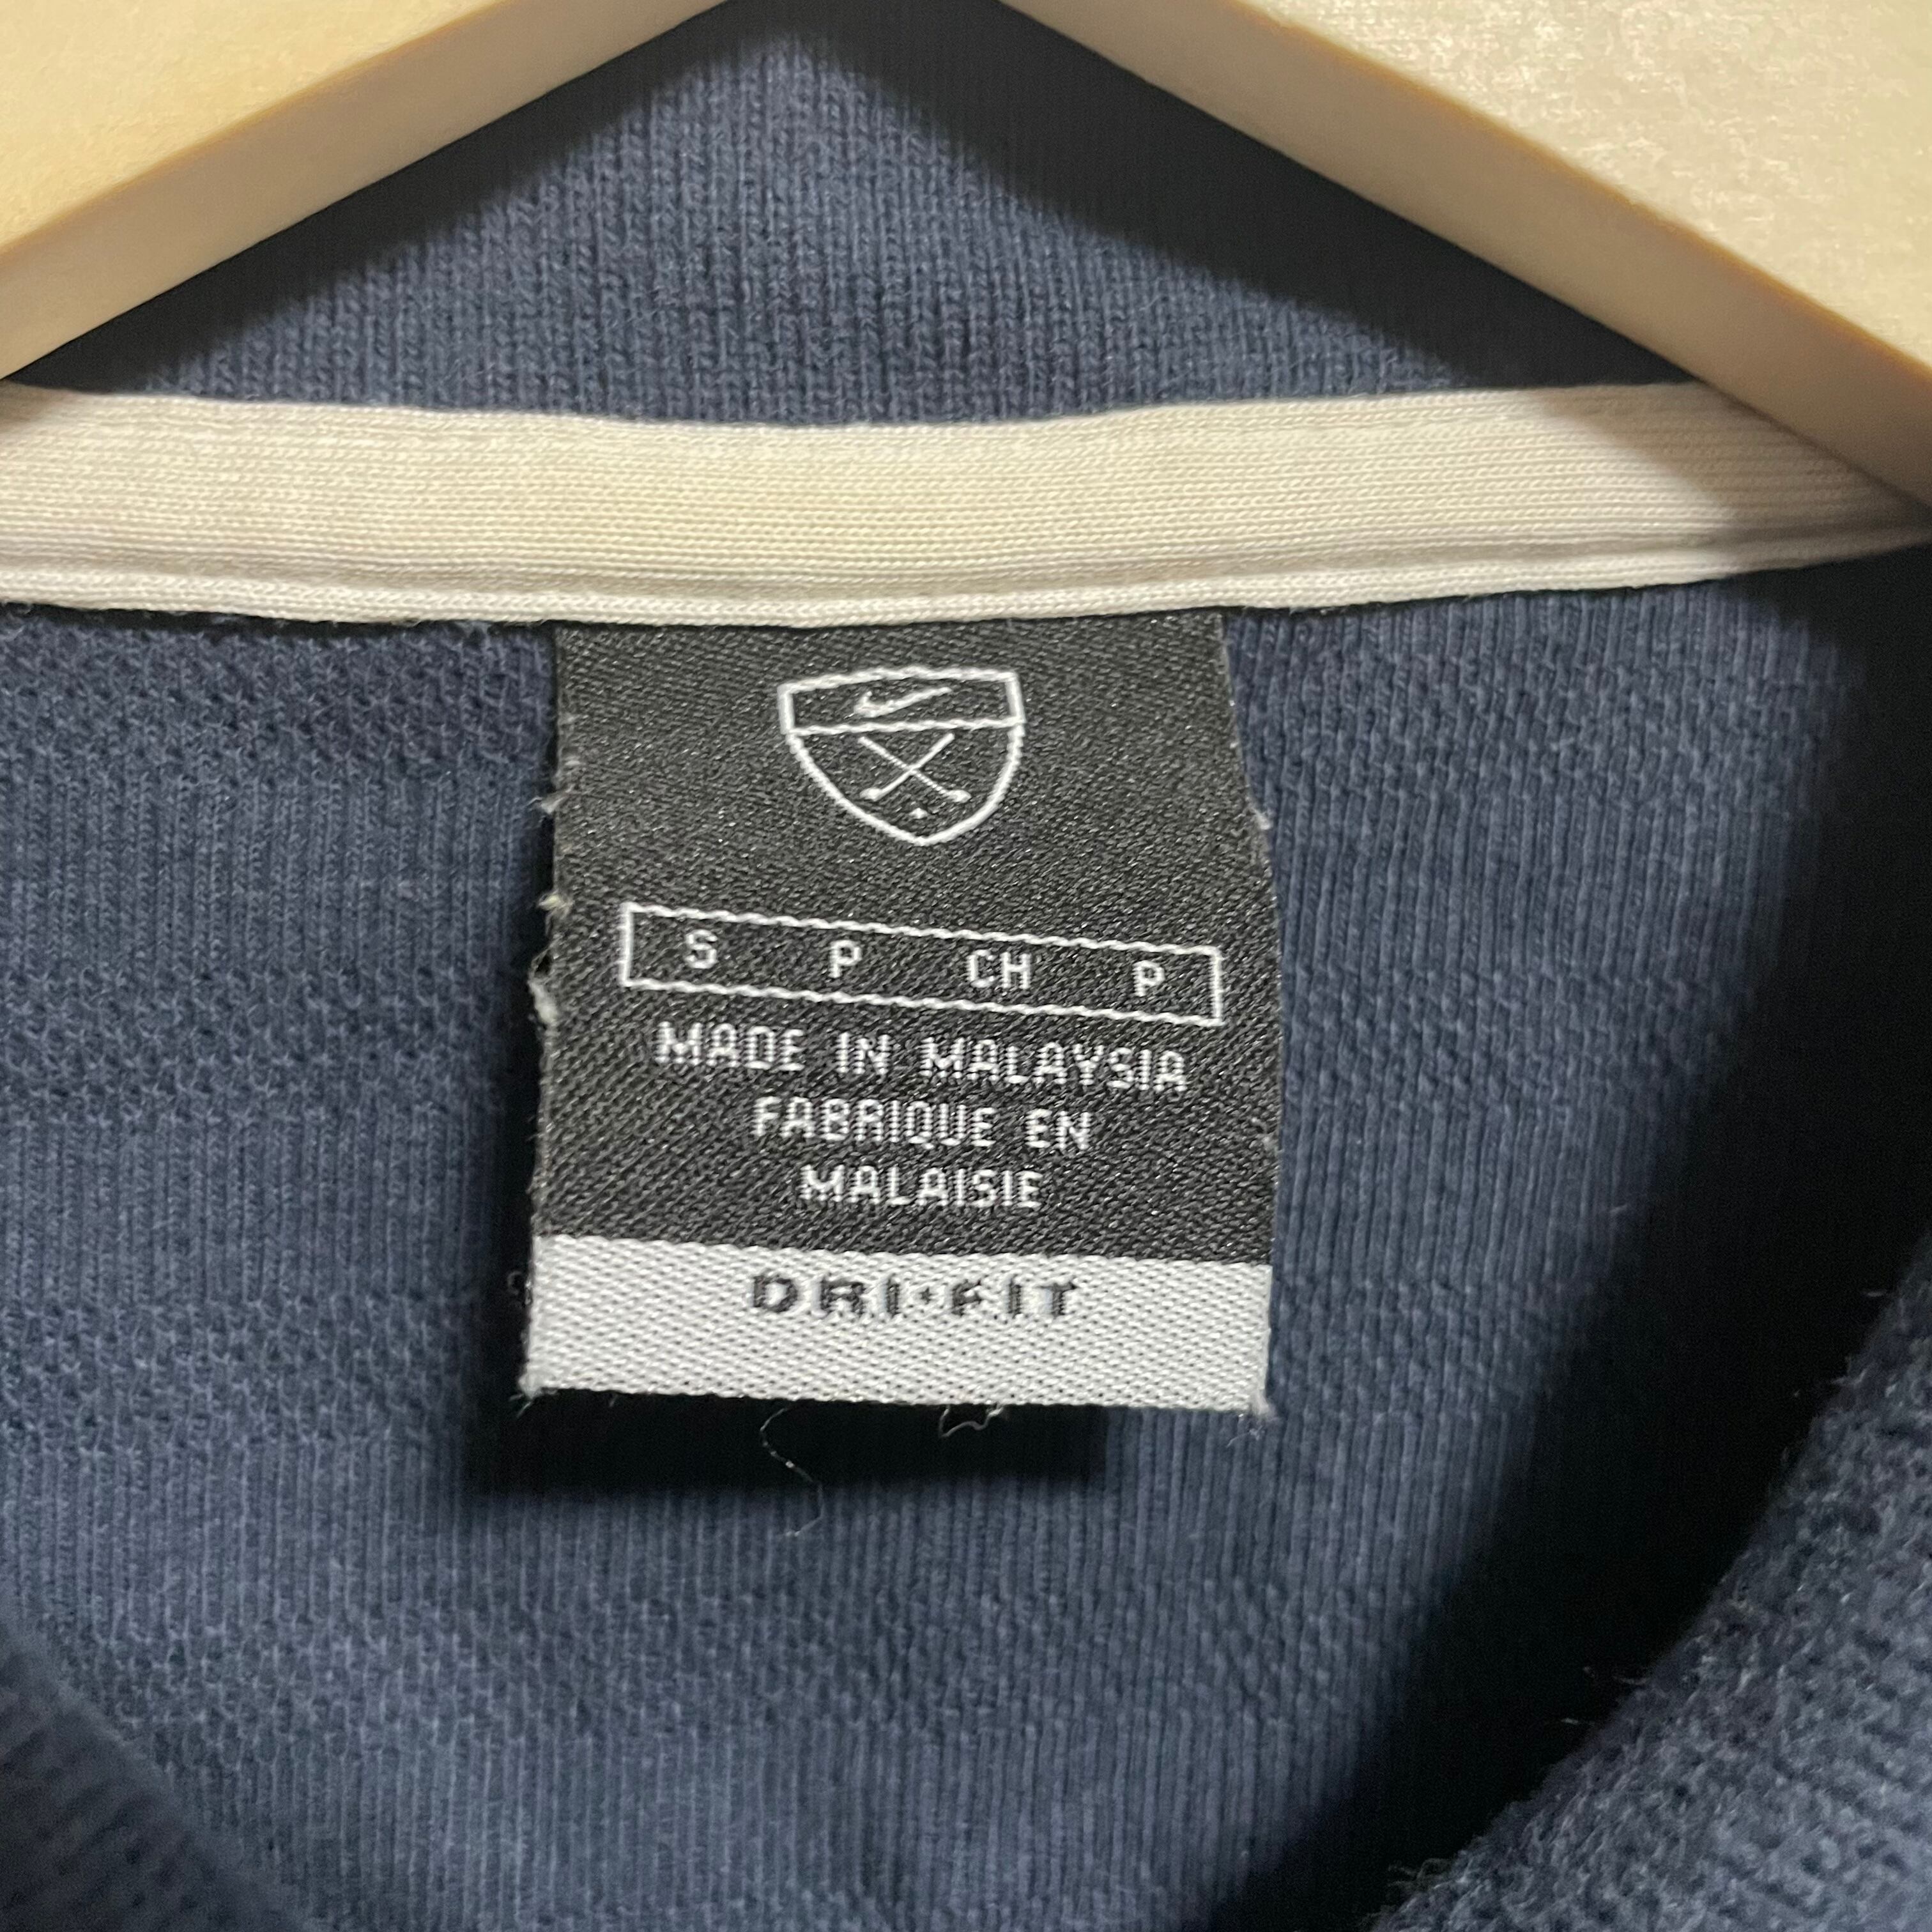 S P CH P
MADE IN MALAYSIA
FABRIQUE EN
MALAISIE
DRI•FIT